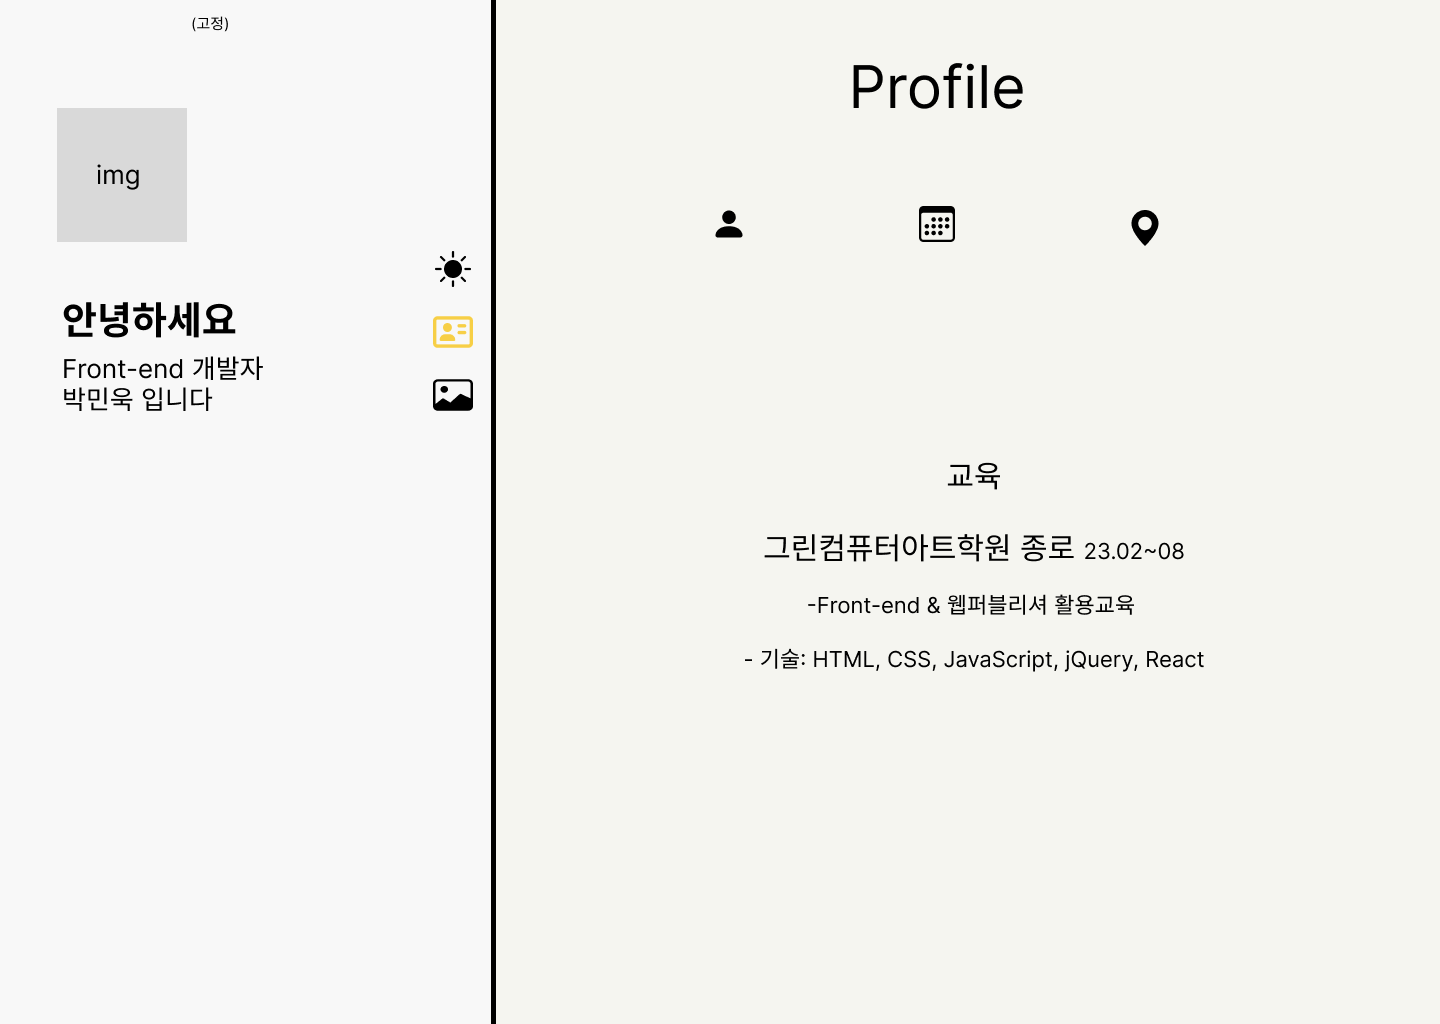 (고정)
img
안녕하세요
Front-end 개발자
박민욱 입니다
Profile
교육
그린컴퓨터아트학원 종로 23.02~08
-Front-end & 웹퍼블리셔 활용교육
- 기술: HTML, CSS, JavaScript, jQuery, React